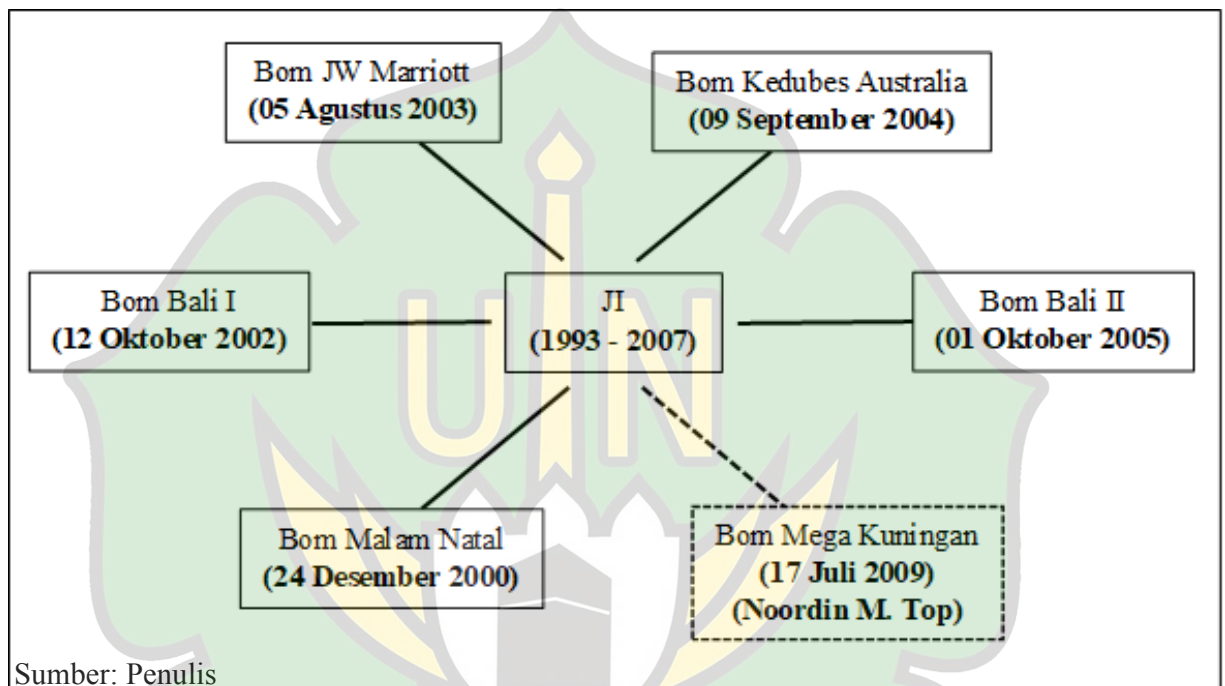 Bom JW Marriott
(05 Agustus 2003)
Bom Kedubes Australia
(09 September 2004)
Bom Bali I
(12 Oktober 2002)
JI
(1993 - 2007)
Bom Bali II
(01 Oktober 2005)
Bom Malam Natal
(24 Desember 2000)
Bom Mega Kuningan
(17 Juli 2009)
(Noordin M. Top)
UIN
Sumber: Penulis